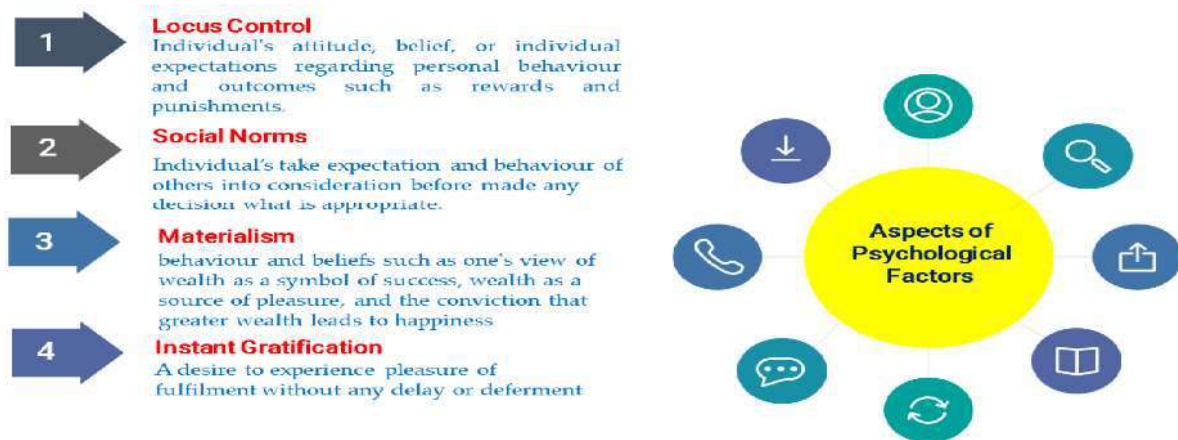 1
Locus Control
Individual's attitude, belief, or individual
expectations regarding personal behaviour
and outcomes such as rewards and
punishments.
2
Social Norms
Individual's take expectation and behaviour of
others into consideration before made any
decision what is appropriate.
3
Materialism
behaviour and beliefs such as one's view of
wealth as a symbol of success, wealth as a
source of pleasure, and the conviction that
greater wealth leads to happiness
4
Instant Gratification
A desire to experience pleasure of
fulfilment without any delay or deferment
Aspects of
Psychological
Factors